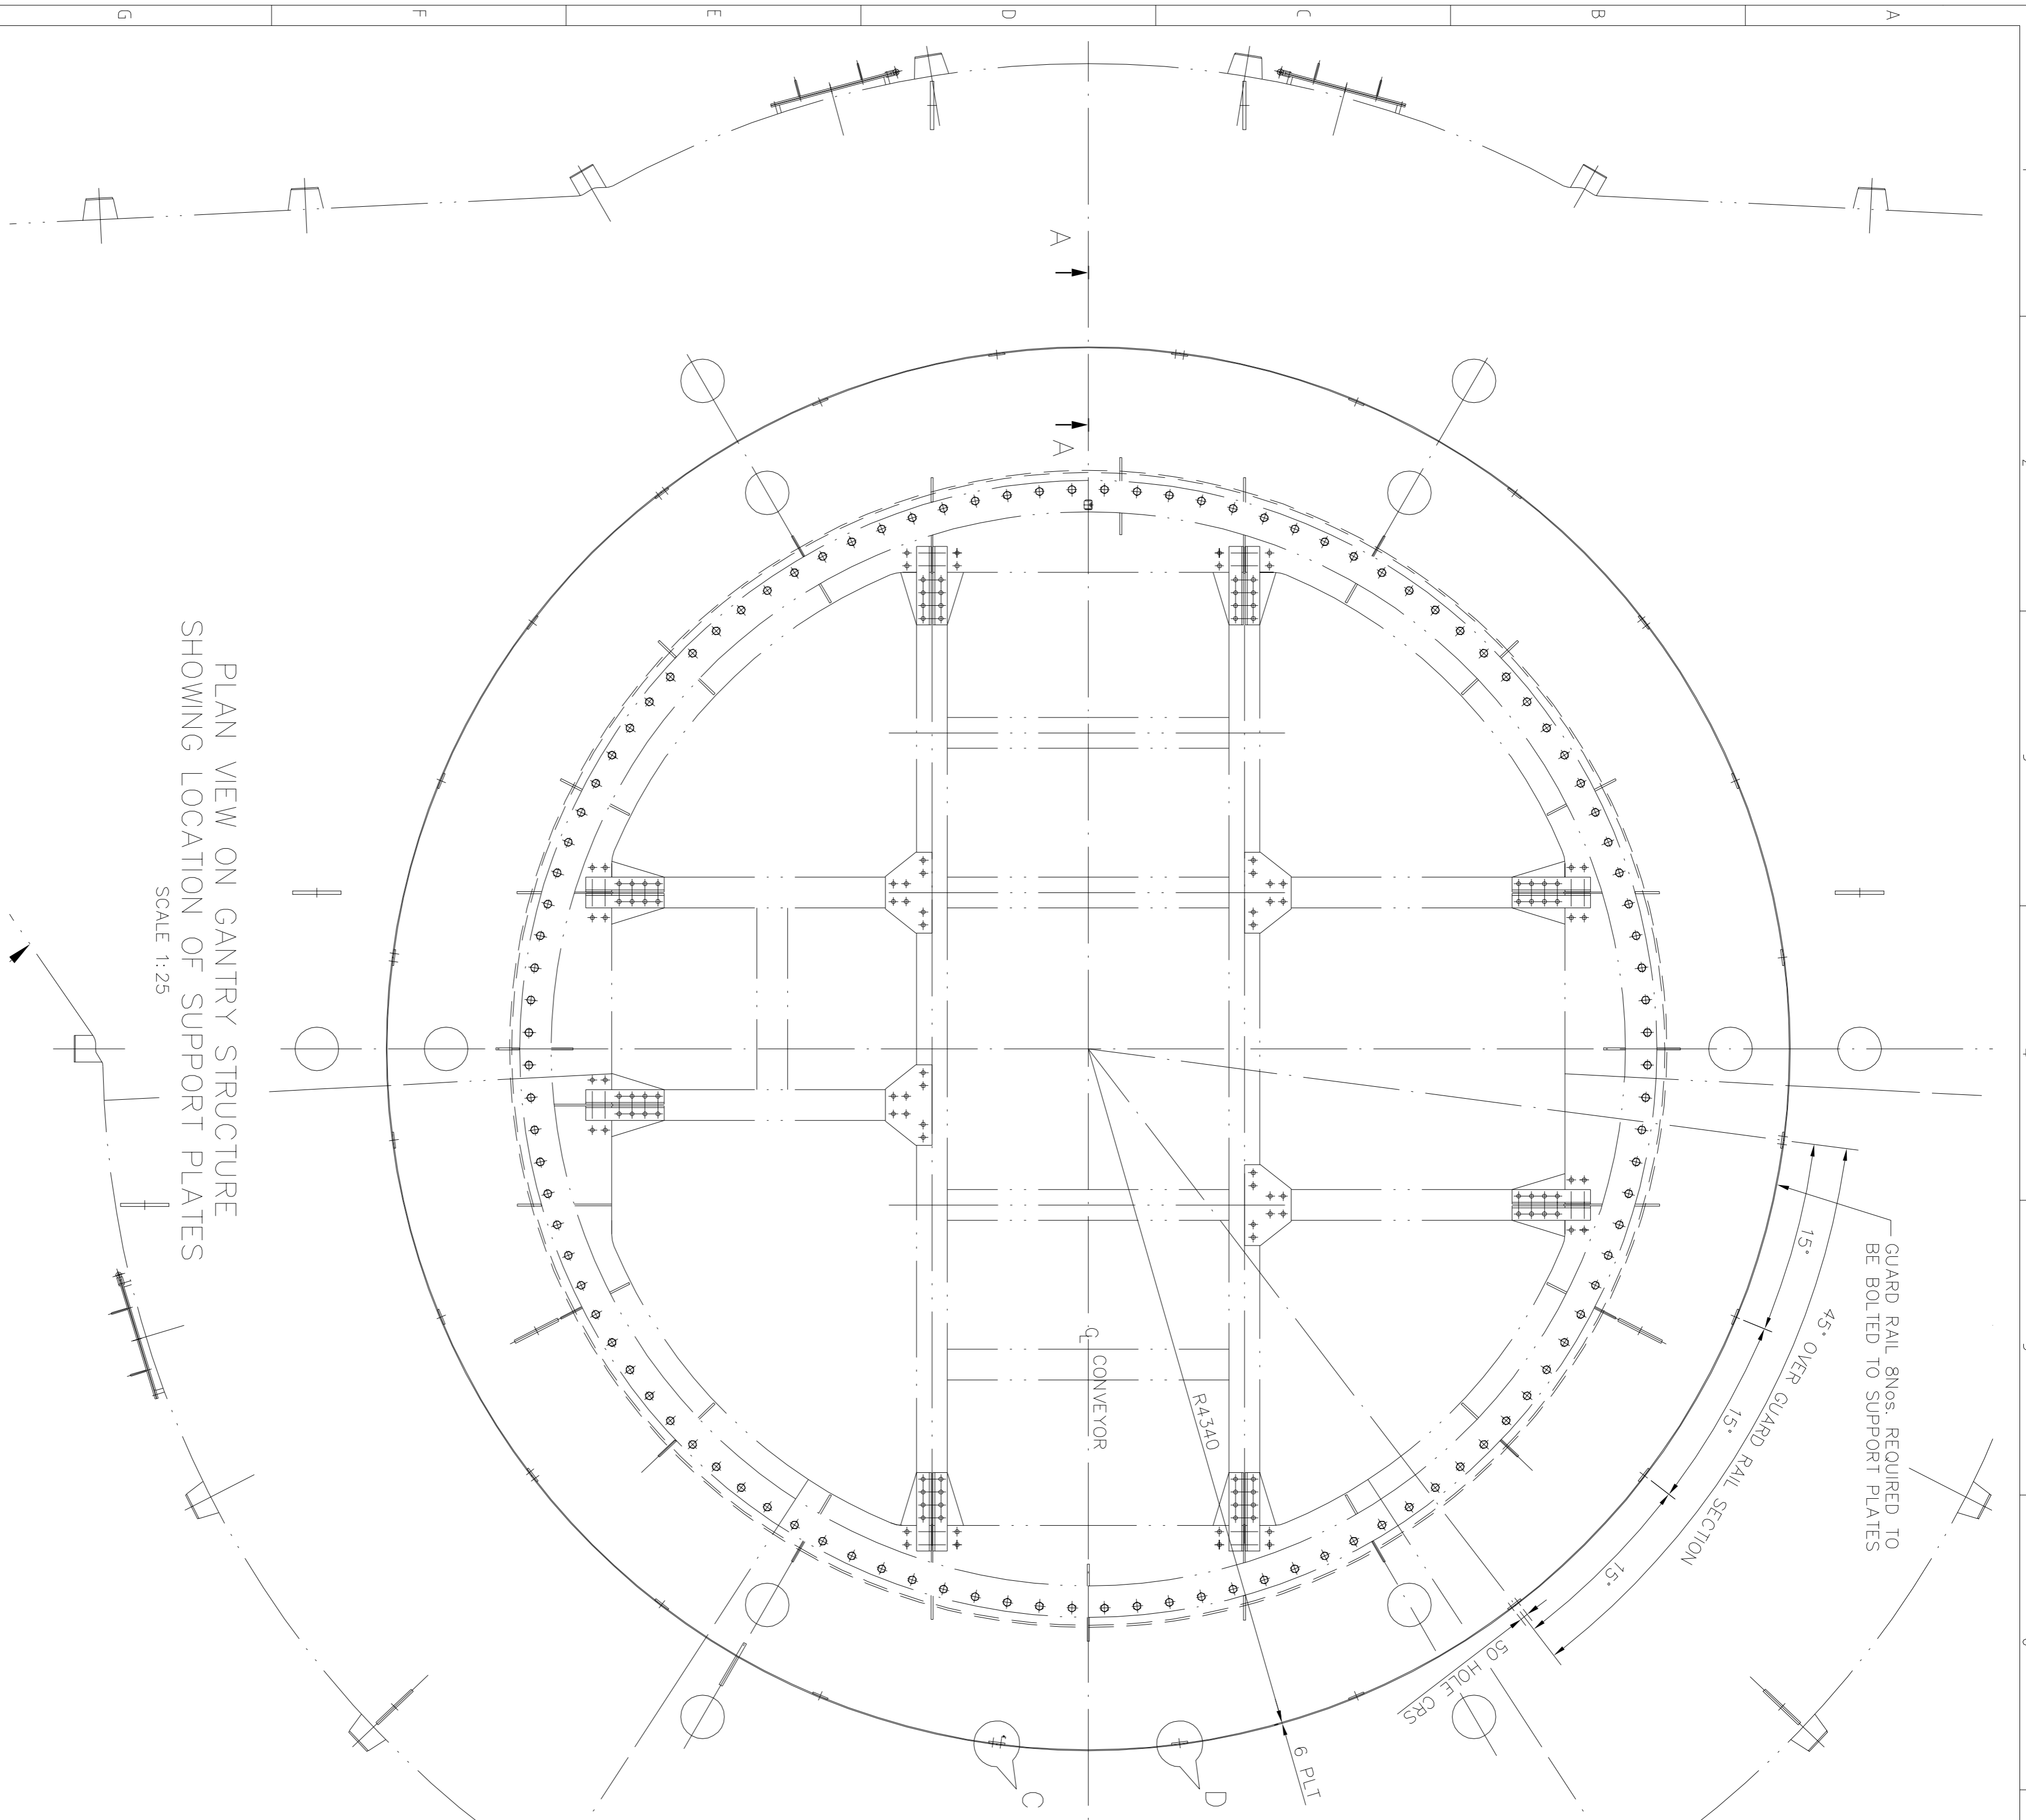 G
F
E
D
C
B
A
2
4
A
A
PLAN VIEW ON GANTRY STRUCTURE
SHOWING LOCATION OF SUPPORT PLATES
SCALE 1:25
GUARD RAIL 8Nos. REQUIRED TO
BE BOLTED TO SUPPORT PLATES
15°
45° OVER GUARD RAIL SECTION
15°
15°
50 HOLE CRS
R4340
CL CONVEYOR
6 PLT
C
D